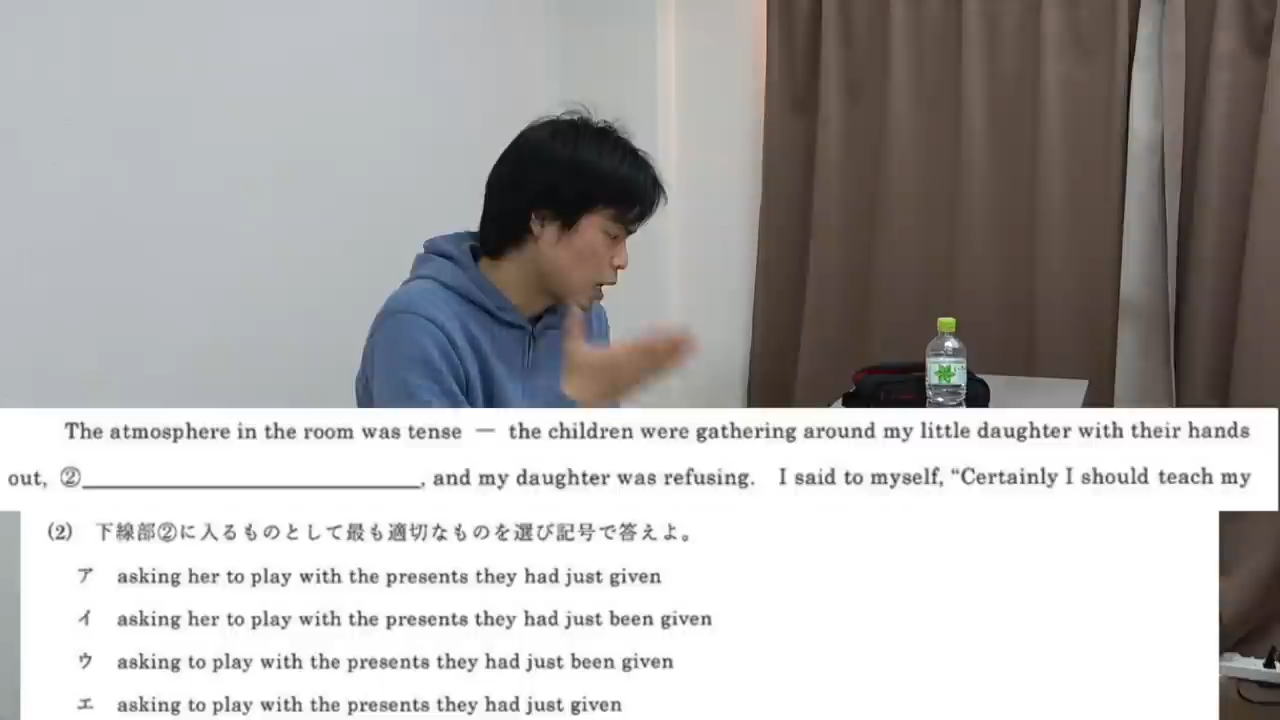 The atmosphere in the room was tense — the children were gathering around my little daughter with their hands
out, ②____________________, and my daughter was refusing. I said to myself, “Certainly I should teach my
(2) 下線部②に入るものとして最も適切なものを選び記号で答えよ。
ア asking her to play with the presents they had just given
イ asking her to play with the presents they had just been given
ウ asking to play with the presents they had just been given
エ asking to play with the presents they had just given